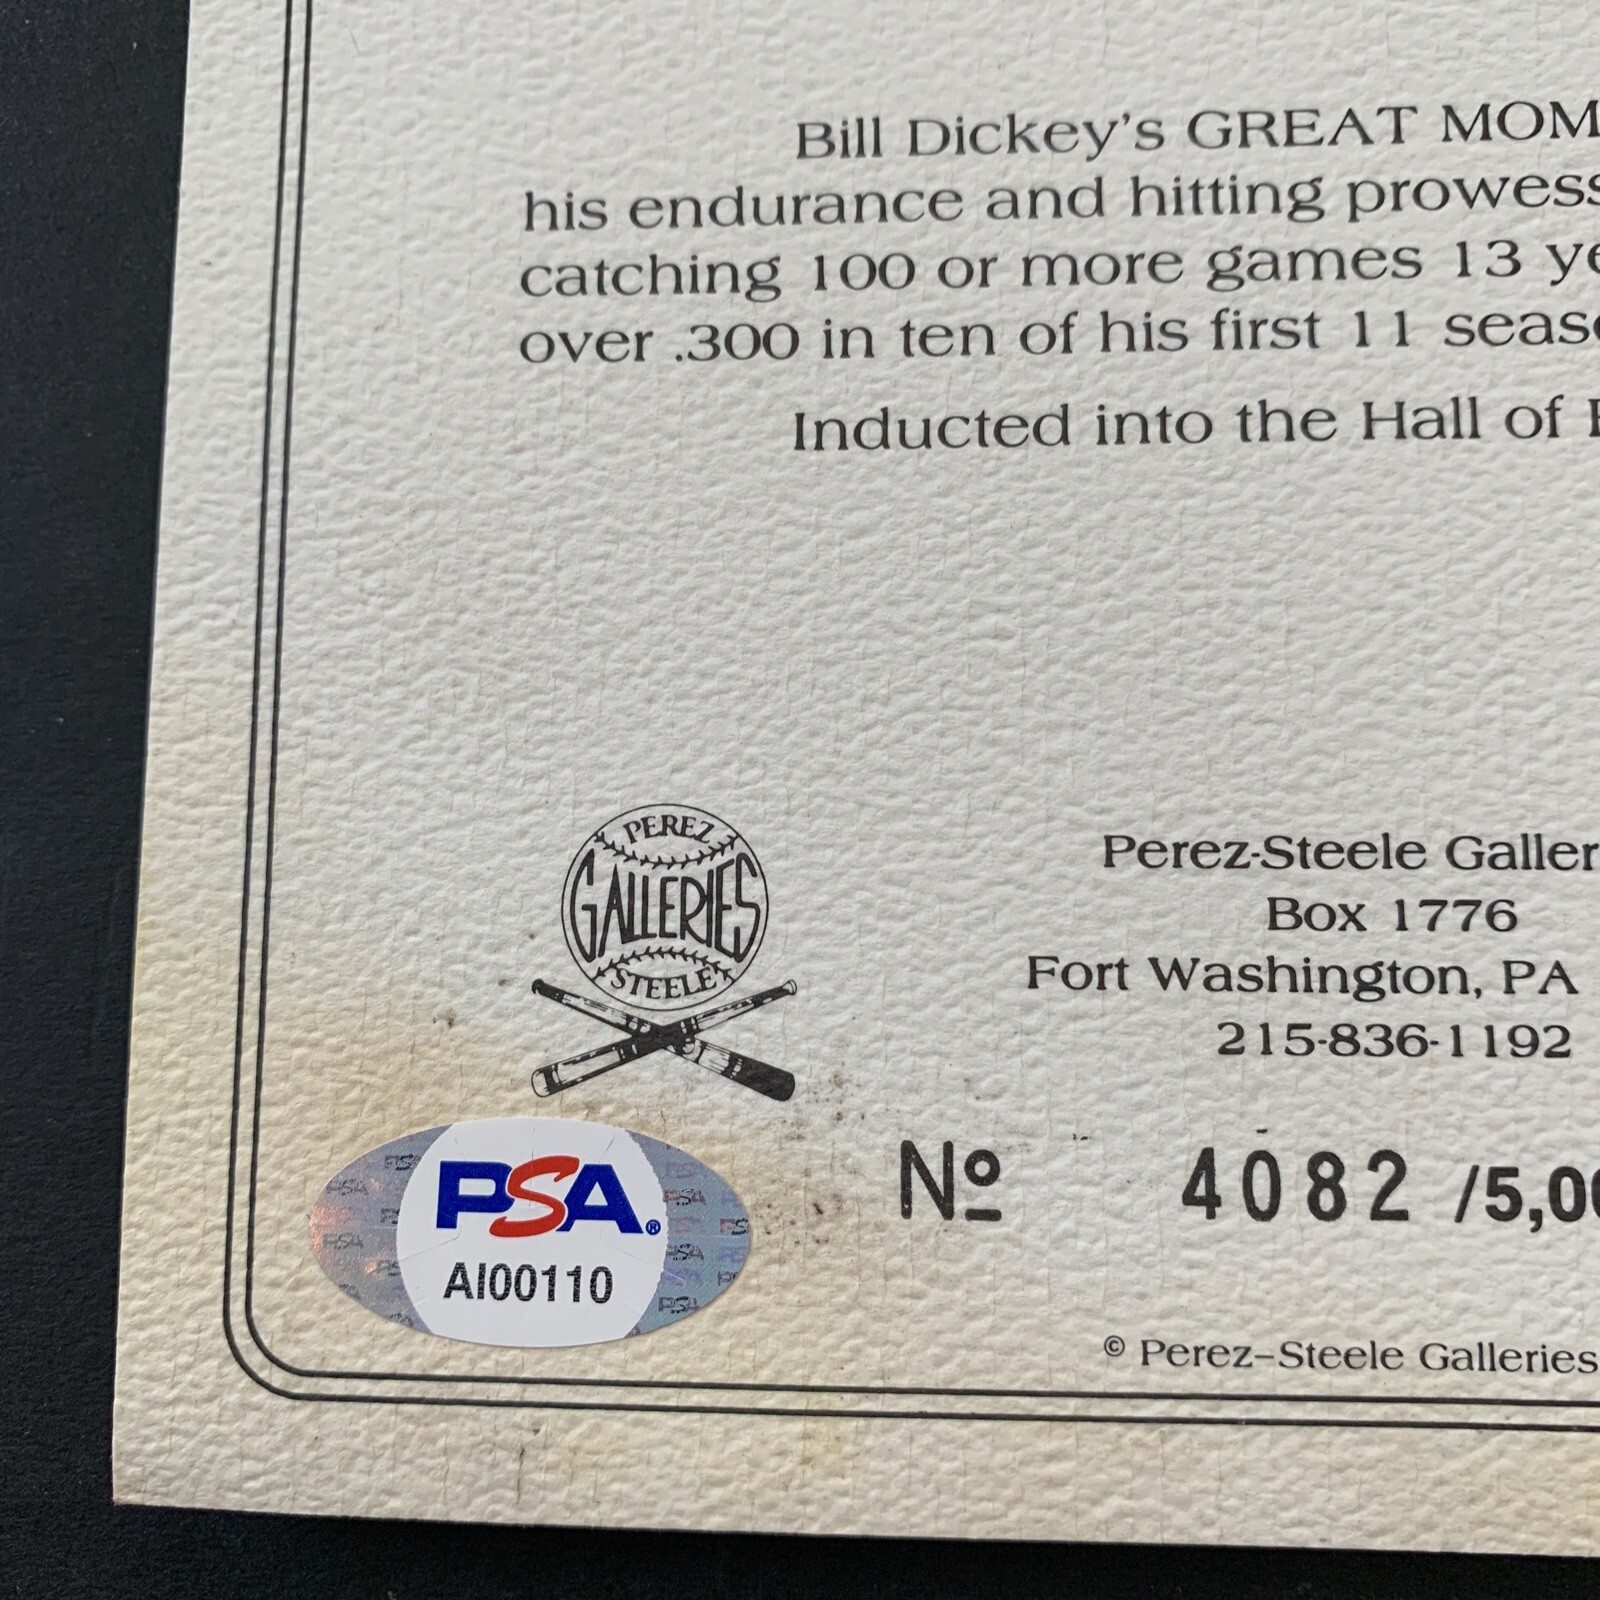 Bill Dickey's GREAT MOM
his endurance and hitting prowess
catching 100 or more games 13 ye
over .300 in ten of his first 11 seaso
Inducted into the Hall of
PEREZ
GALLERIES
STEELE
Perez-Steele Galler
Box 1776
Fort Washington, PA
215-836-1192
PSA®
AI00110
Nº 4082 /5,00
© Perez–Steele Galleries